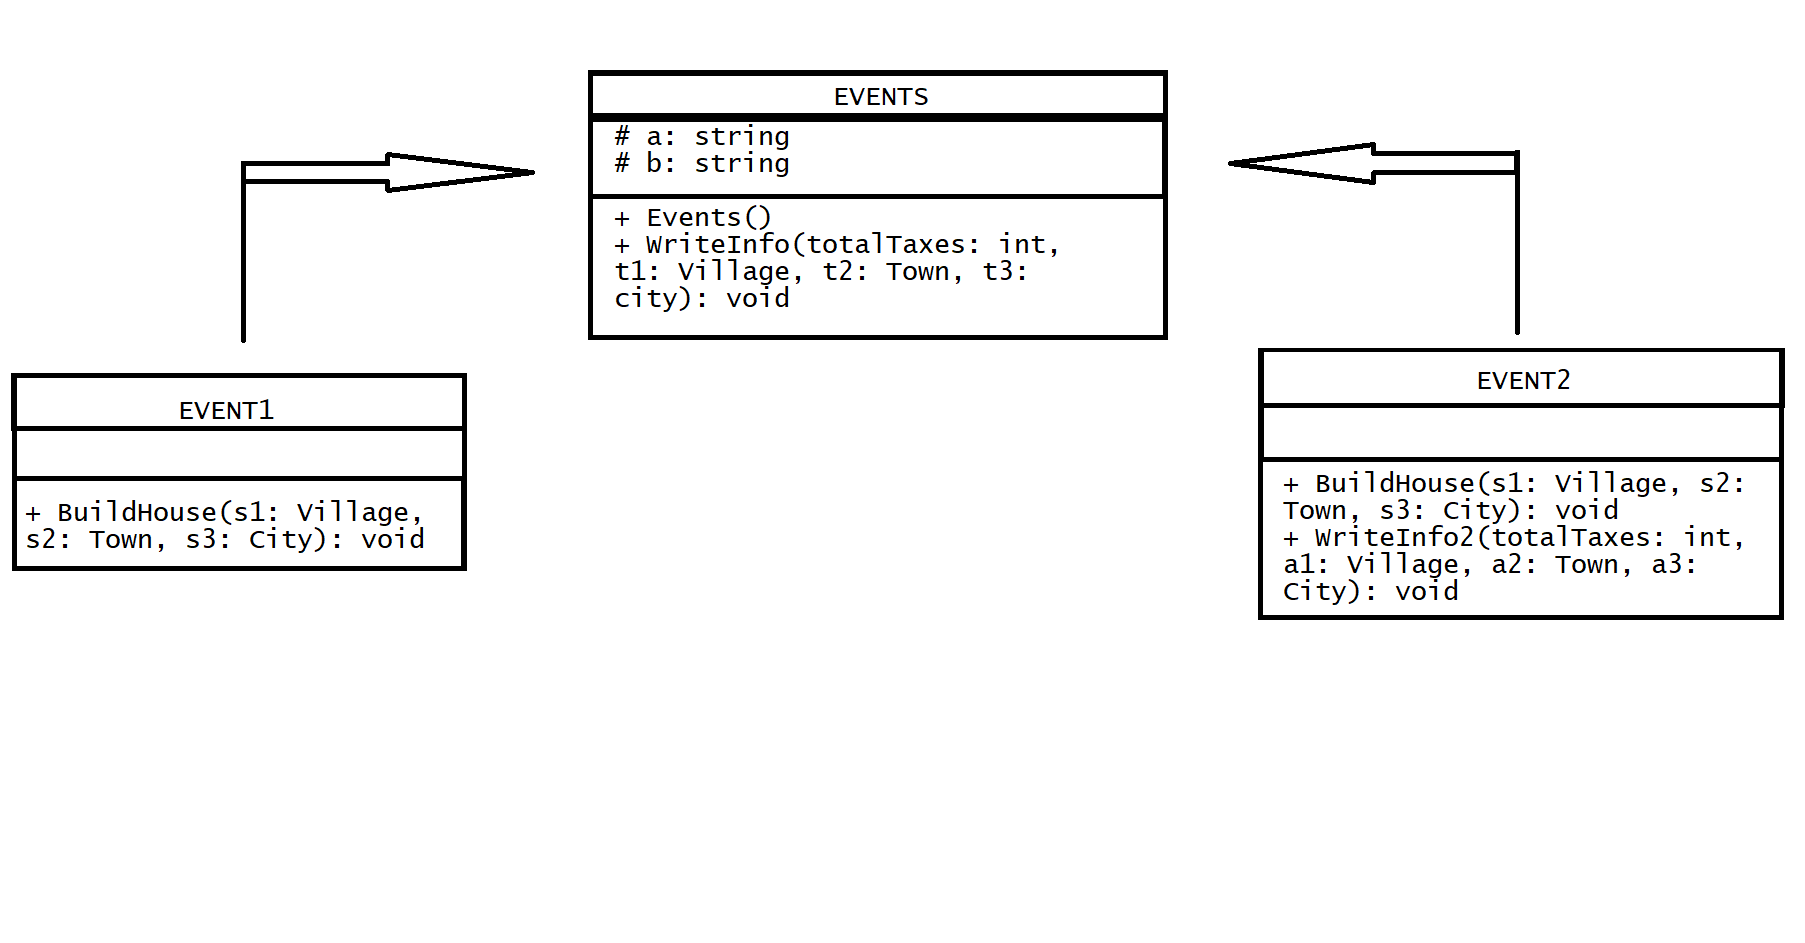 EVENTS
# a: string
# b: string
+ Events()
+ WriteInfo(totalTaxes: int,
t1: Village, t2: Town, t3:
city): void
EVENT1
+ BuildHouse(s1: Village,
s2: Town, s3: City): void
EVENT2
+ BuildHouse(s1: Village, s2:
Town, s3: City): void
+ WriteInfo2(totalTaxes: int,
a1: Village, a2: Town, a3:
City): void